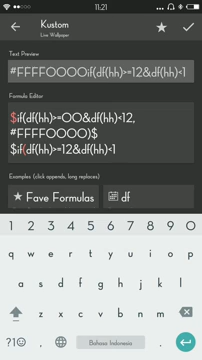 11.21
Kustom
Live Wallpaper
Text Preview
#FFFF0000if(df(hh)>=12&df(hh)<1
Formula Editor
$if(df(hh)>=00&df(hh)<12,
#FFFF0000)$
$if(df(hh)>=12&df(hh)<1
Examples (click appends, long replaces)
Fave Formulas
df
1 2 3 4 5 6 7 8 9 0
q w e r t y u i o p
a s d f g h j k l
z x c v b n m
?1 , Bahasa Indonesia .